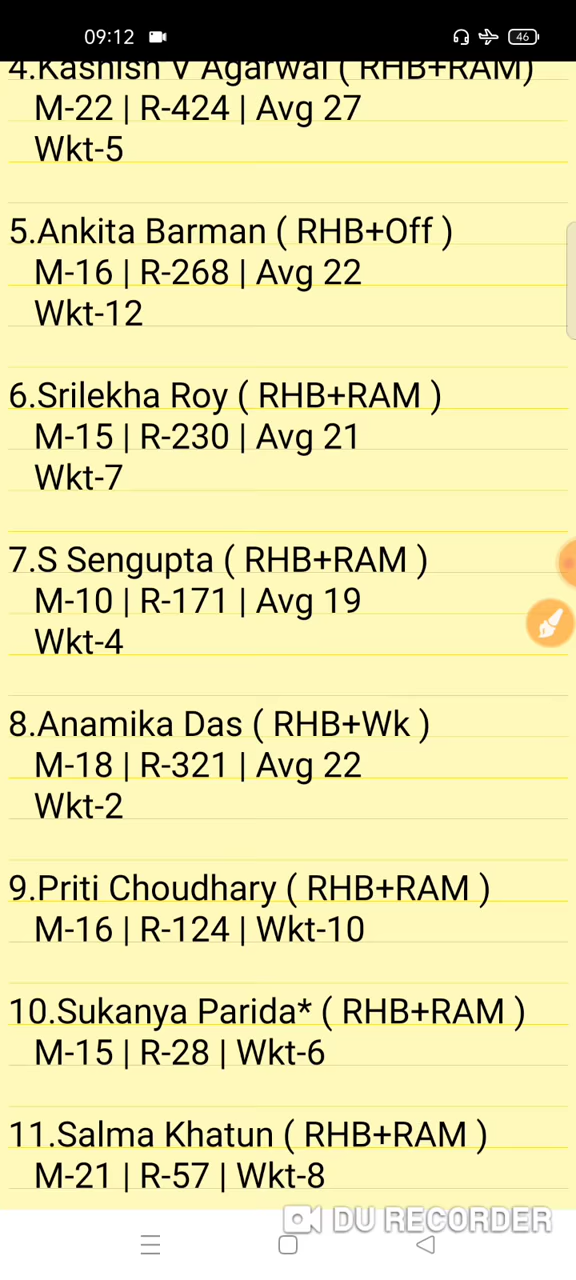 09:12
46
4.Kashish V Agarwal ( RHB+RAM)
M-22 | R-424 | Avg 27
Wkt-5
5.Ankita Barman ( RHB+Off )
M-16 | R-268 | Avg 22
Wkt-12
6.Srilekha Roy ( RHB+RAM )
M-15 | R-230 | Avg 21
Wkt-7
7.S Sengupta ( RHB+RAM )
M-10 | R-171 | Avg 19
Wkt-4
8.Anamika Das ( RHB+Wk )
M-18 | R-321 | Avg 22
Wkt-2
9.Priti Choudhary ( RHB+RAM )
M-16 | R-124 | Wkt-10
10.Sukanya Parida* ( RHB+RAM )
M-15 | R-28 | Wkt-6
11.Salma Khatun ( RHB+RAM )
M-21 | R-57 | Wkt-8
DU RECORDER